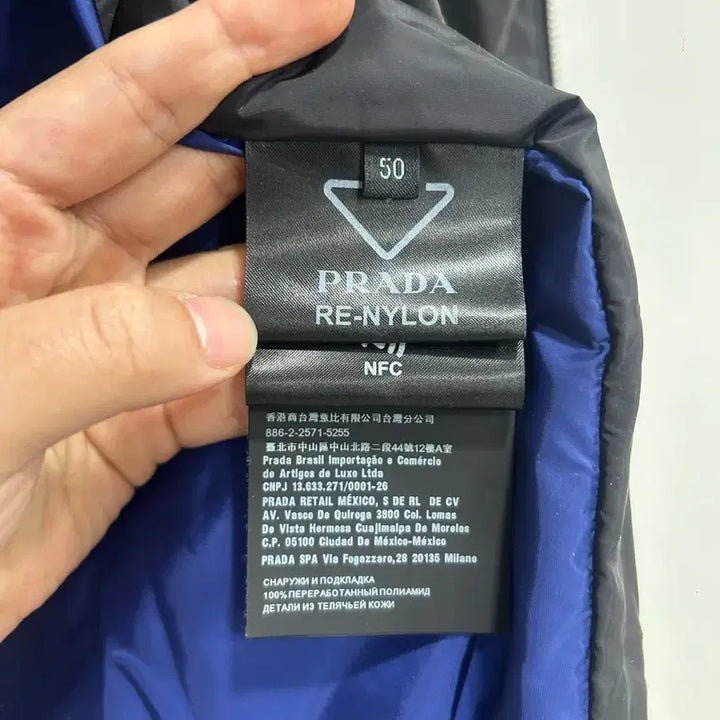 50
PRADA
RE-NYLON
NFC
香港商台灣意比有限公司台灣分公司
886-2-2571-5255
臺北市中山區中山北路二段44號12樓A室
Prada Brasil Importação e Comércio
de Artigos de Luxo Ltda
CNPJ 13.633.271/0001-26
PRADA RETAIL MÉXICO, S DE RL DE CV
AV. Vasco De Quiroga 3800 Col. Lomas
De Vista Hermosa Cuajimalpa De Morelos
C.P. 05100 Ciudad De México-México
PRADA SPA Via Fogazzaro,28 20135 Milano
СНАРУЖИ И ПОДКЛАДКА
100% ПЕРЕРАБОТАННЫЙ ПОЛИАМИД
ДЕТАЛИ ИЗ ТЕЛЯЧЬЕЙ КОЖИ